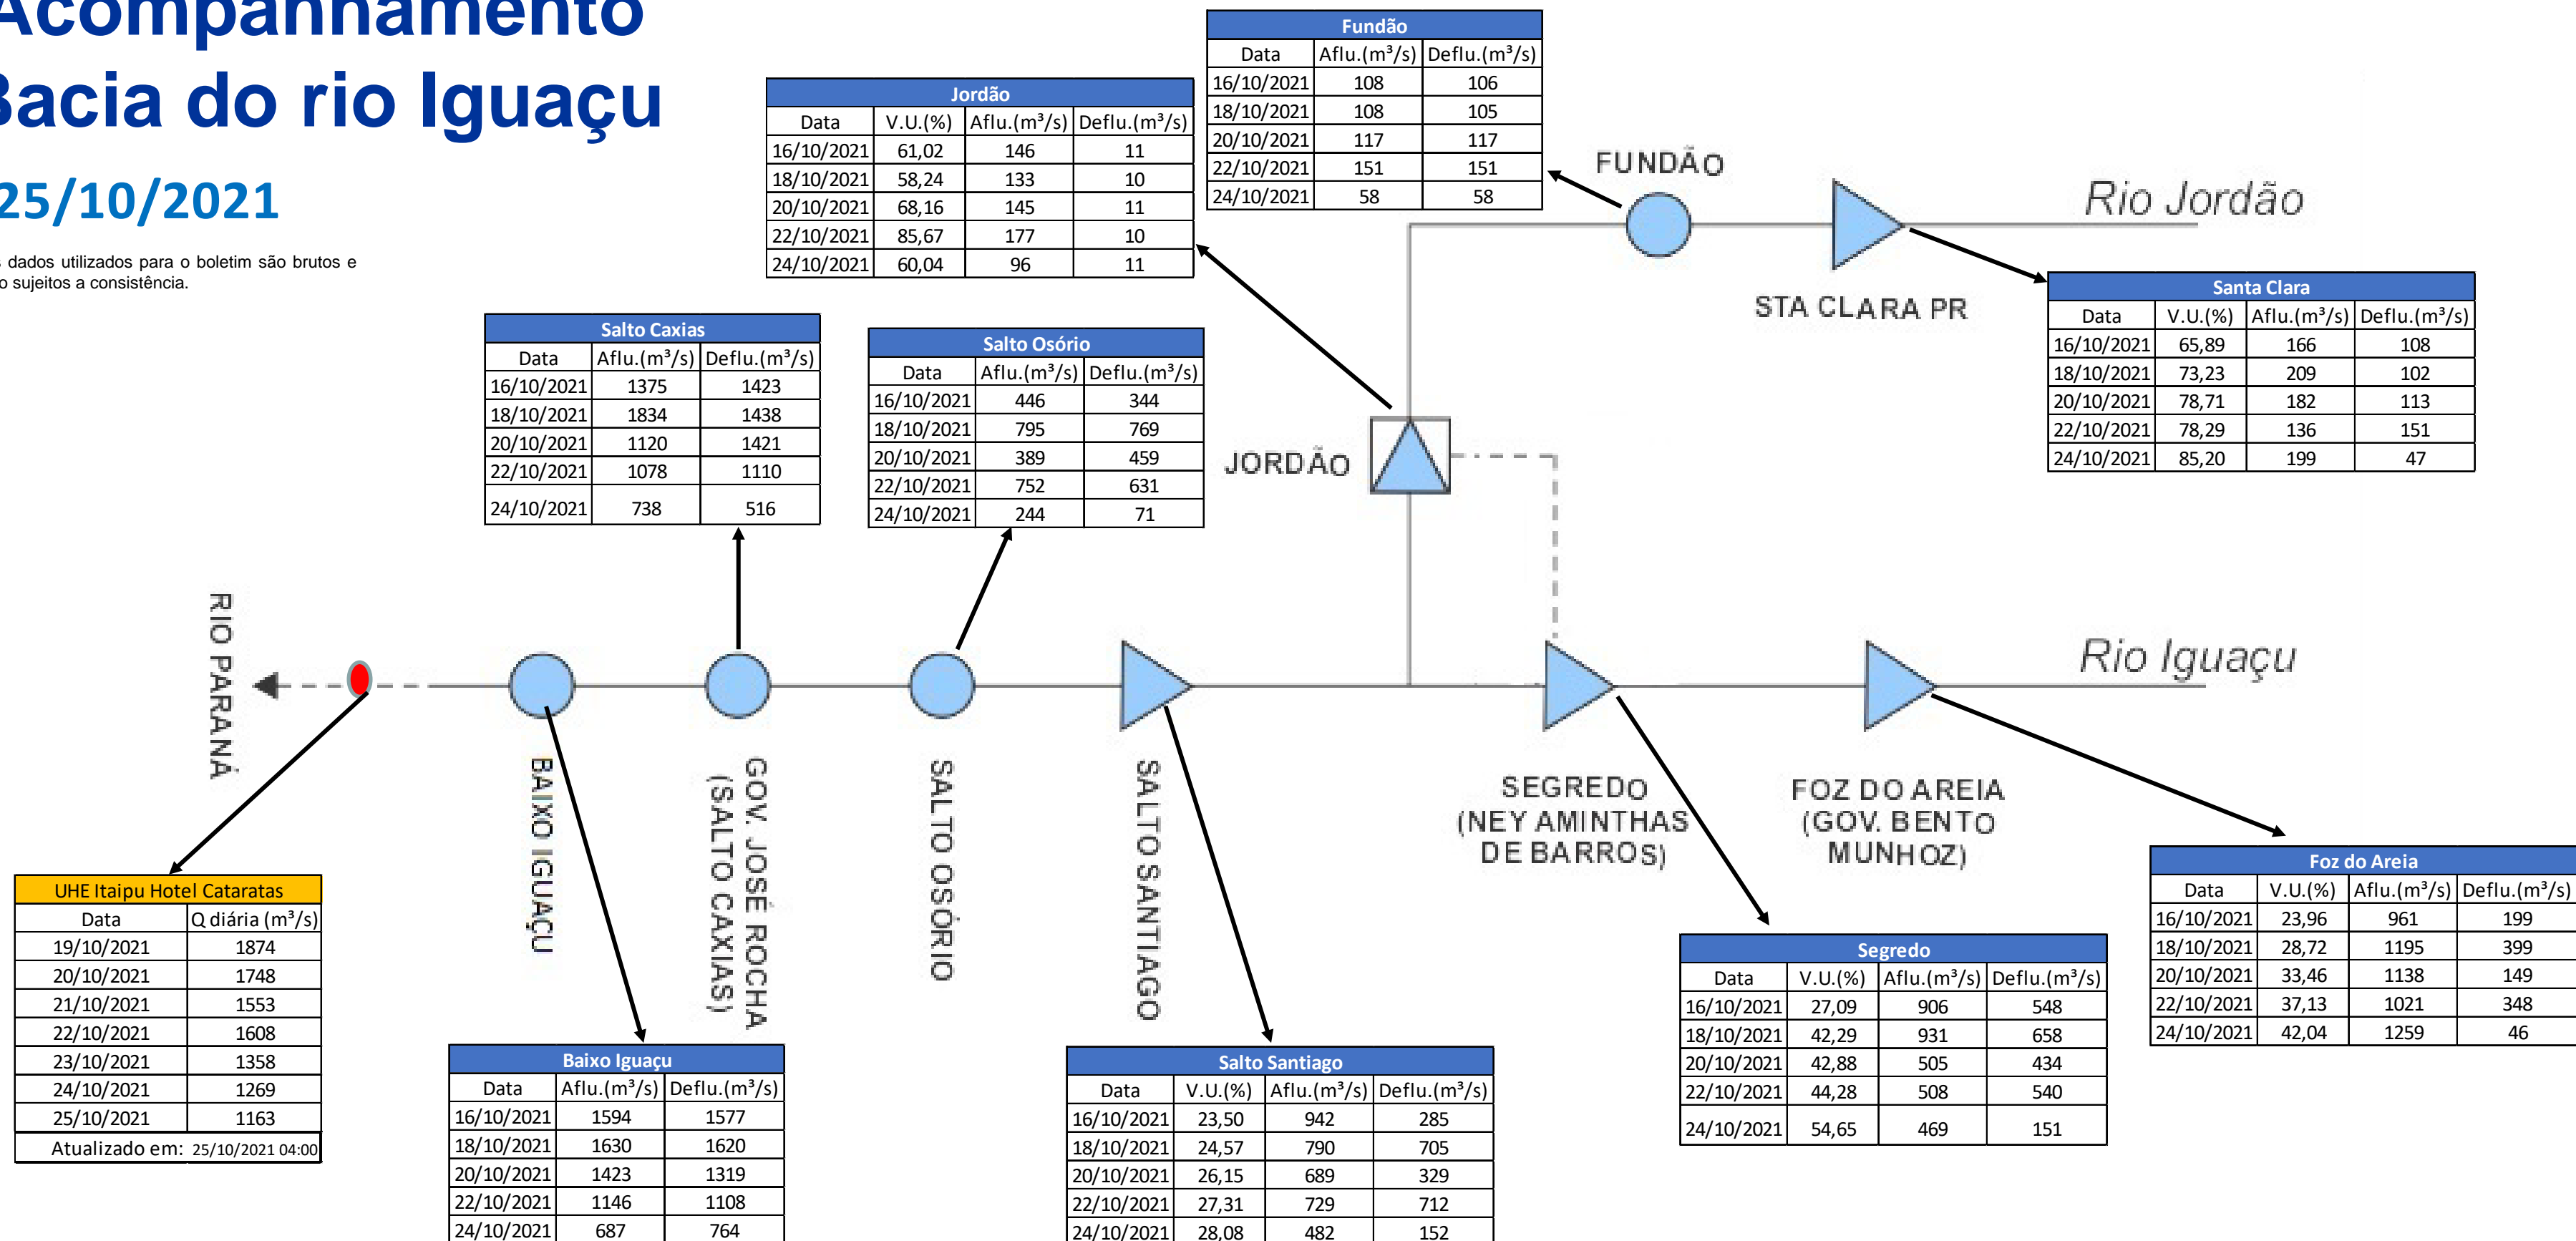 Acompanhamento
Bacia do rio Iguaçu
25/10/2021
dados utilizados para o boletim são brutos e
sujeitos a consistência.
Fundão
Data Aflu.(m³/s) Deflu.(m³/s)
16/10/2021 108 106
18/10/2021 108 105
20/10/2021 117 117
22/10/2021 151 151
24/10/2021 58 58
Jordão
Data V.U.(%) Aflu.(m³/s) Deflu.(m³/s)
16/10/2021 61,02 146 11
18/10/2021 58,24 133 10
20/10/2021 68,16 145 11
22/10/2021 85,67 177 10
24/10/2021 60,04 96 11
FUNDÃO
Rio Jordão
STA CLARA PR
Santa Clara
Data V.U.(%) Aflu.(m³/s) Deflu.(m³/s)
16/10/2021 65,89 166 108
18/10/2021 73,23 209 102
20/10/2021 78,71 182 113
22/10/2021 78,29 136 151
24/10/2021 85,20 199 47
Salto Caxias
Data Aflu.(m³/s) Deflu.(m³/s)
16/10/2021 1375 1423
18/10/2021 1834 1438
20/10/2021 1120 1421
22/10/2021 1078 1110
24/10/2021 738 516
Salto Osório
Data Aflu.(m³/s) Deflu.(m³/s)
16/10/2021 446 344
18/10/2021 795 769
20/10/2021 389 459
22/10/2021 752 631
24/10/2021 244 71
JORDÃO
RIO PARANÁ
Rio Iguaçu
BAIXO IGUAÇU
GOV. JOSÉ ROCHA
(SALTO CAXIAS)
SALTO OSÓRIO
SALTO SANTIAGO
SEGREDO
(NEY AMINTHAS
DE BARROS)
FOZ DO AREIA
(GOV. BENTO
MUNHOZ)
UHE Itaipu Hotel Cataratas
Data Q diária (m³/s)
19/10/2021 1874
20/10/2021 1748
21/10/2021 1553
22/10/2021 1608
23/10/2021 1358
24/10/2021 1269
25/10/2021 1163
Atualizado em: 25/10/2021 04:00
Baixo Iguaçu
Data Aflu.(m³/s) Deflu.(m³/s)
16/10/2021 1594 1577
18/10/2021 1630 1620
20/10/2021 1423 1319
22/10/2021 1146 1108
24/10/2021 687 764
Salto Santiago
Data V.U.(%) Aflu.(m³/s) Deflu.(m³/s)
16/10/2021 23,50 942 285
18/10/2021 24,57 790 705
20/10/2021 26,15 689 329
22/10/2021 27,31 729 712
24/10/2021 28,08 482 152
Segredo
Data V.U.(%) Aflu.(m³/s) Deflu.(m³/s)
16/10/2021 27,09 906 548
18/10/2021 42,29 931 658
20/10/2021 42,88 505 434
22/10/2021 44,28 508 540
24/10/2021 54,65 469 151
Foz do Areia
Data V.U.(%) Aflu.(m³/s) Deflu.(m³/s)
16/10/2021 23,96 961 199
18/10/2021 28,72 1195 399
20/10/2021 33,46 1138 149
22/10/2021 37,13 1021 348
24/10/2021 42,04 1259 46